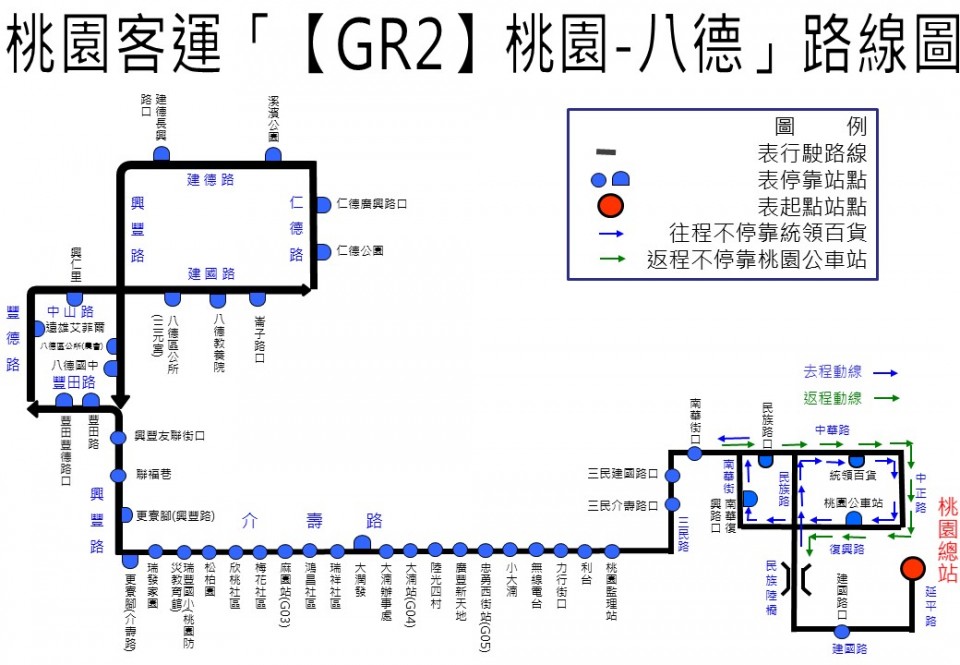 桃園客運「【GR2】桃園-八德」路線圖
圖 例
表行駛路線
表停靠站點
表起點站點
往程不停靠統領百貨
返程不停靠桃園公車站
建德長興路口
溪濱公園
建德路
興豐路
仁德路
仁德廣興路口
仁德公園
興仁里
建國路
中山路
豐德路
遠雄艾菲爾
八德區公所(農會)
八德國中
豐田路
八德區公所(三元宮)
八德教養院
崙子路口
豐田豐德路口
豐田路
興豐友聯街口
聯福巷
興豐路
更寮腳(興豐路)
介壽路
更寮腳(介壽路)
瑞發家園
瑞豐國小(桃園防災教育館)
松柏園
欣桃社區
梅花社區
麻園站(G03)
鴻昌社區
瑞祥社區
大潤發
大湳辦事處
大湳站(G04)
陸光四村
廣豐新天地
忠勇西街站(G05)
小大湳
無線電台
力行街口
利台
桃園監理站
三民路
三民介壽路口
三民建國路口
南華街口
去程動線
返程動線
民族路口
中華路
南華街
民族路
統領百貨
中正路
南華復興路口
桃園公車站
復興路
桃園總站
民族陸橋
建國路口
延平路
建國路